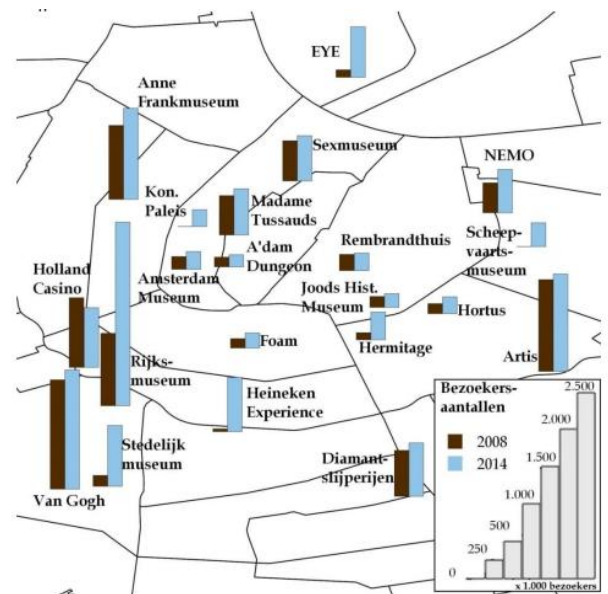 EYE
Anne
Frankmuseum
Sexmuseum
NEMO
Kon.
Paleis
Madame
Tussauds
Scheep-
vaarts-
museum
Rembrandthuis
A'dam
Dungeon
Holland
Casino
Amsterdam
Museum
Joods Hist.
Museum
Hortus
Foam
Hermitage
Artis
Rijks-
museum
Heineken
Experience
Stedelijk
museum
Diamant-
slijperijen
Van Gogh
Bezoekers-
aantallen
2008
2014
2.500
2.000
1.500
1.000
500
250
0
x 1.000 bezoekers